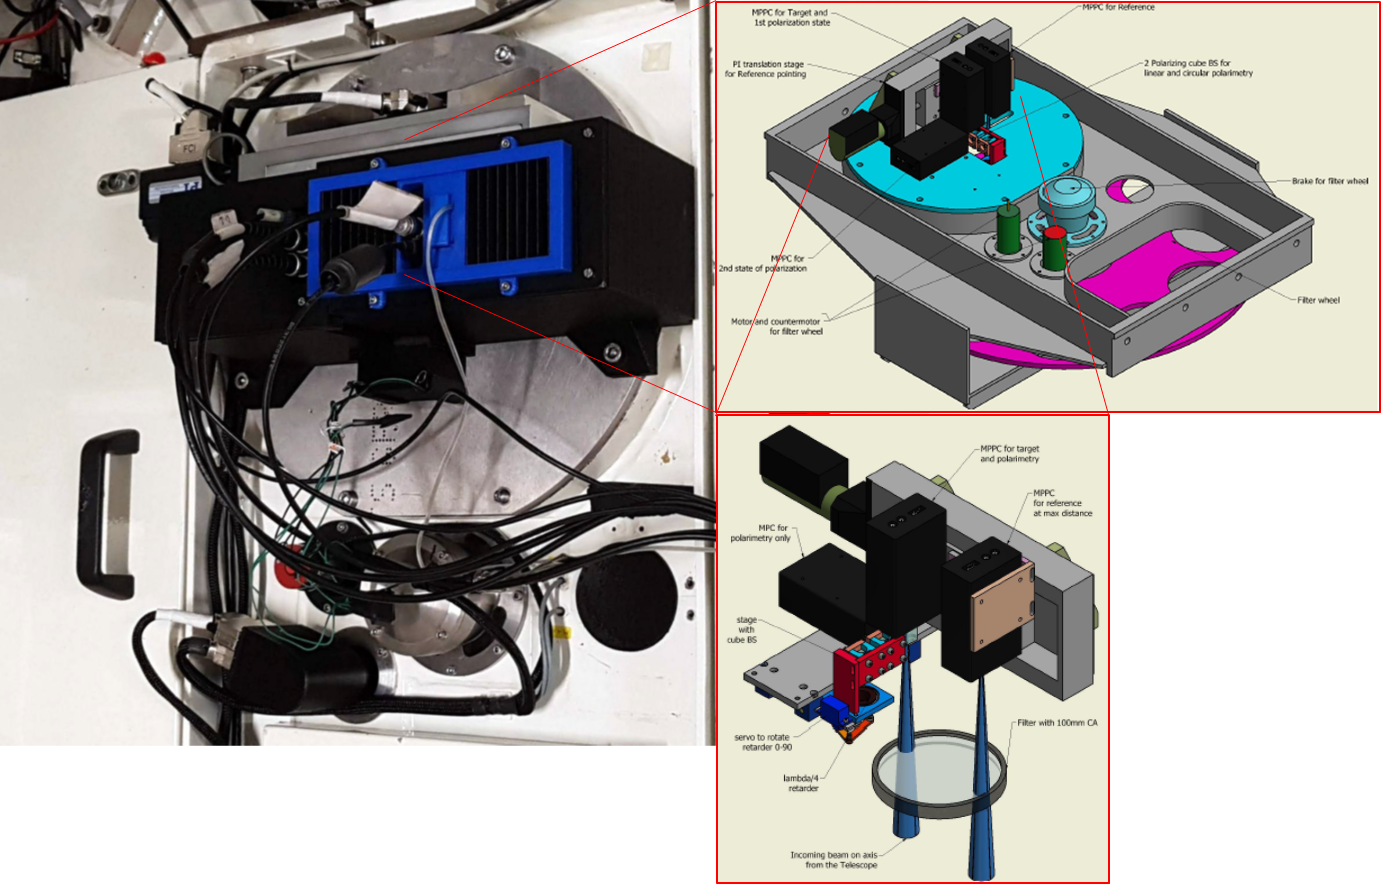 MPPC for Target and
1st polarization state
MPPC for Reference
PI translation stage
for Reference pointing
2 Polarizing cube BS for
linear and circular polarimetry
Brake for filter wheel
MPPC for
2nd state of polarization
Filter wheel
Motor and countermotor
for filter wheel
MPPC for target
and polarimetry
MPPC
for reference
at max distance
MPC for
polarimetry only
stage
with
cube BS
Filter with 100mm CA
servo to rotate
retarder 0-90
lambda/4
retarder
Incoming beam on axis
from the Telescope